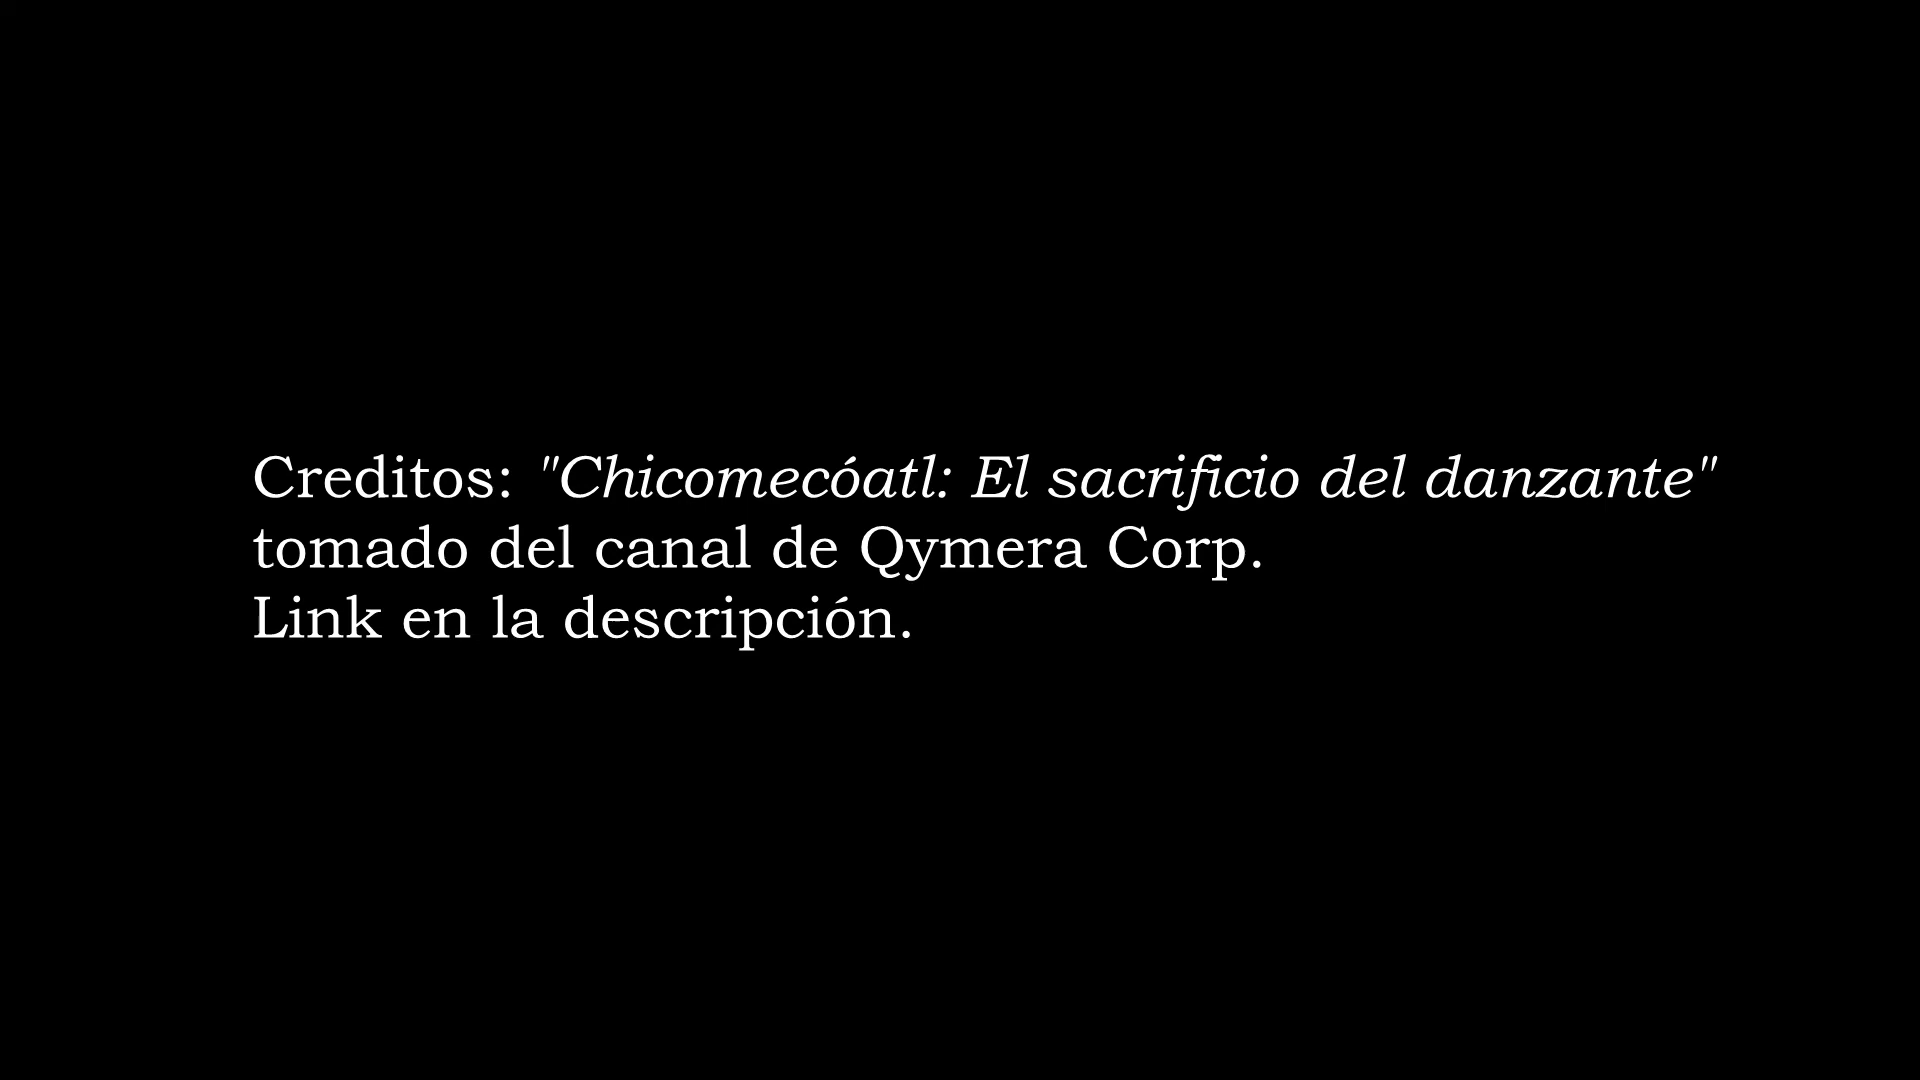 Creditos: "Chicomecóatl: El sacrificio del danzante"
tomado del canal de Qymera Corp.
Link en la descripción.